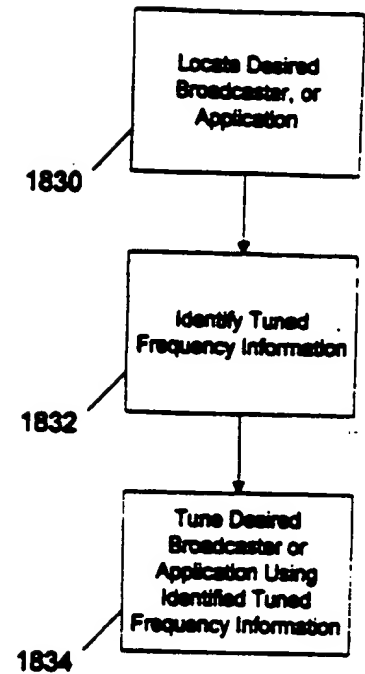 Locate Desired
Broadcaster, or
Application
1830
Identify Tuned
Frequency Information
1832
Tune Desired
Broadcaster or
Application Using
Identified Tuned
Frequency Information
1834